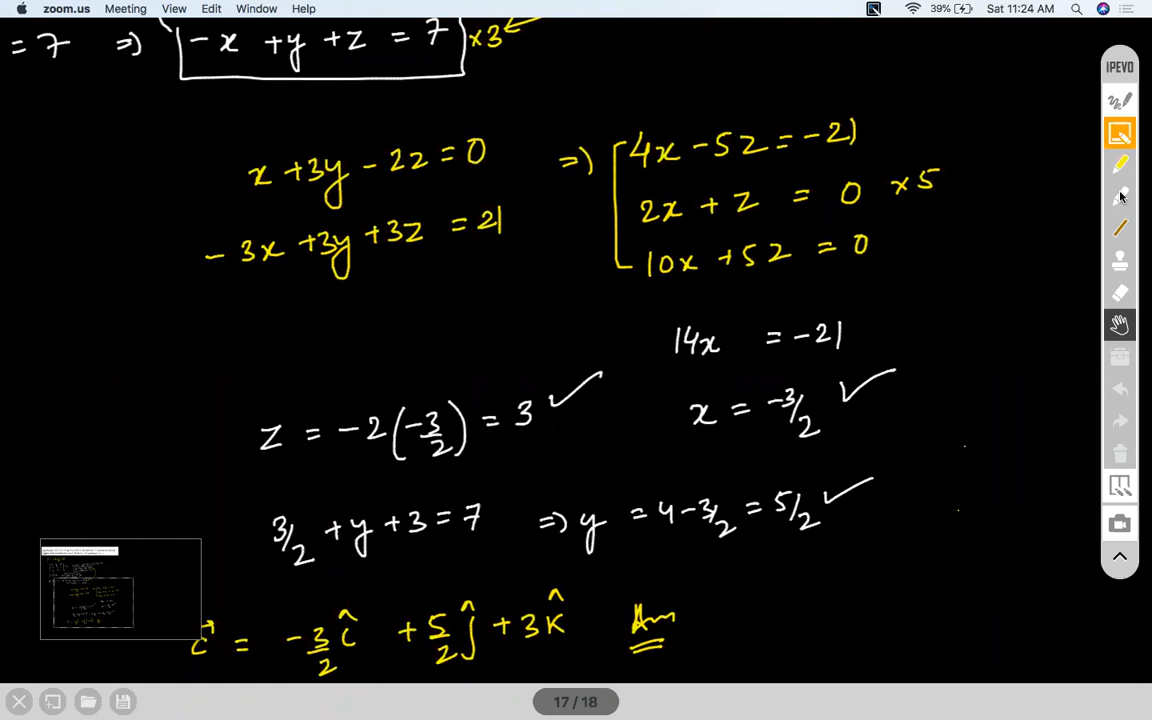 zoom.us Meeting View Edit Window Help 39% Sat 11:24 AM
IPEVO
= 7 ⇒) -x + y + z = 7 ×3
x + 3y - 2z = 0 ⇒) 4x - 5z = -21
-3x + 3y + 3z = 21 2x + z = 0 ×5
10x + 5z = 0
14x = -21
z = -2(-3/2) = 3 ✓ x = -3/2 ✓
3/2 + y + 3 = 7 ⇒) y = 4 - 3/2 = 5/2 ✓
c⃗ = -3/2 î + 5/2 ĵ + 3k̂ Ans
17 / 18